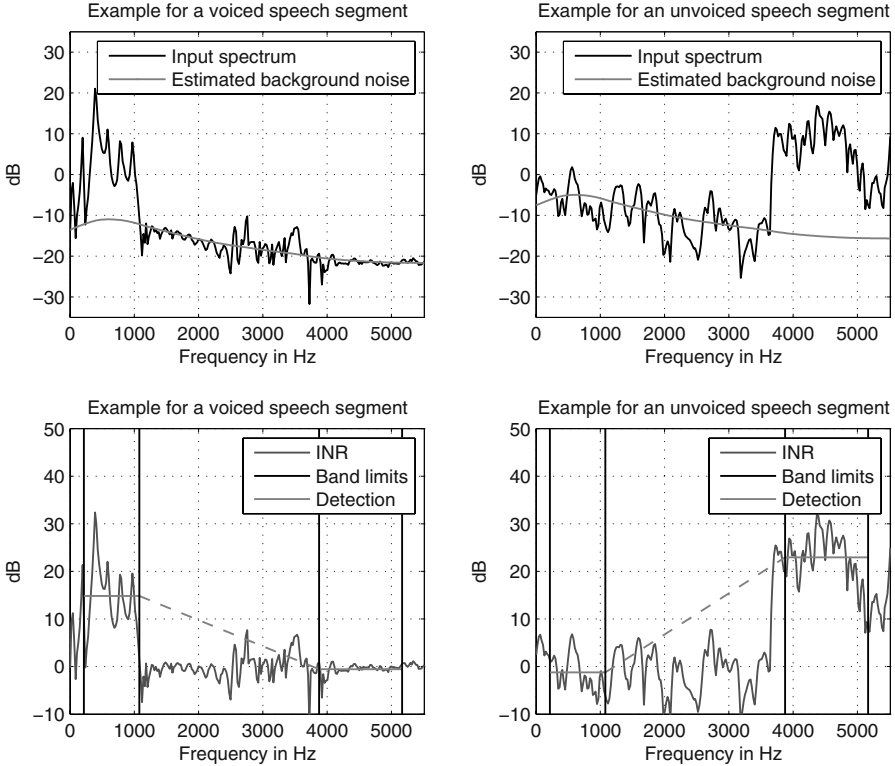 Example for a voiced speech segment
30
20
10
0
−10
−20
−30
dB
Input spectrum
Estimated background noise
0 1000 2000 3000 4000 5000
Frequency in Hz
Example for an unvoiced speech segment
30
20
10
0
−10
−20
−30
dB
Input spectrum
Estimated background noise
0 1000 2000 3000 4000 5000
Frequency in Hz
Example for a voiced speech segment
50
40
30
20
10
0
−10
dB
INR
Band limits
Detection
0 1000 2000 3000 4000 5000
Frequency in Hz
Example for an unvoiced speech segment
50
40
30
20
10
0
−10
dB
INR
Band limits
Detection
0 1000 2000 3000 4000 5000
Frequency in Hz